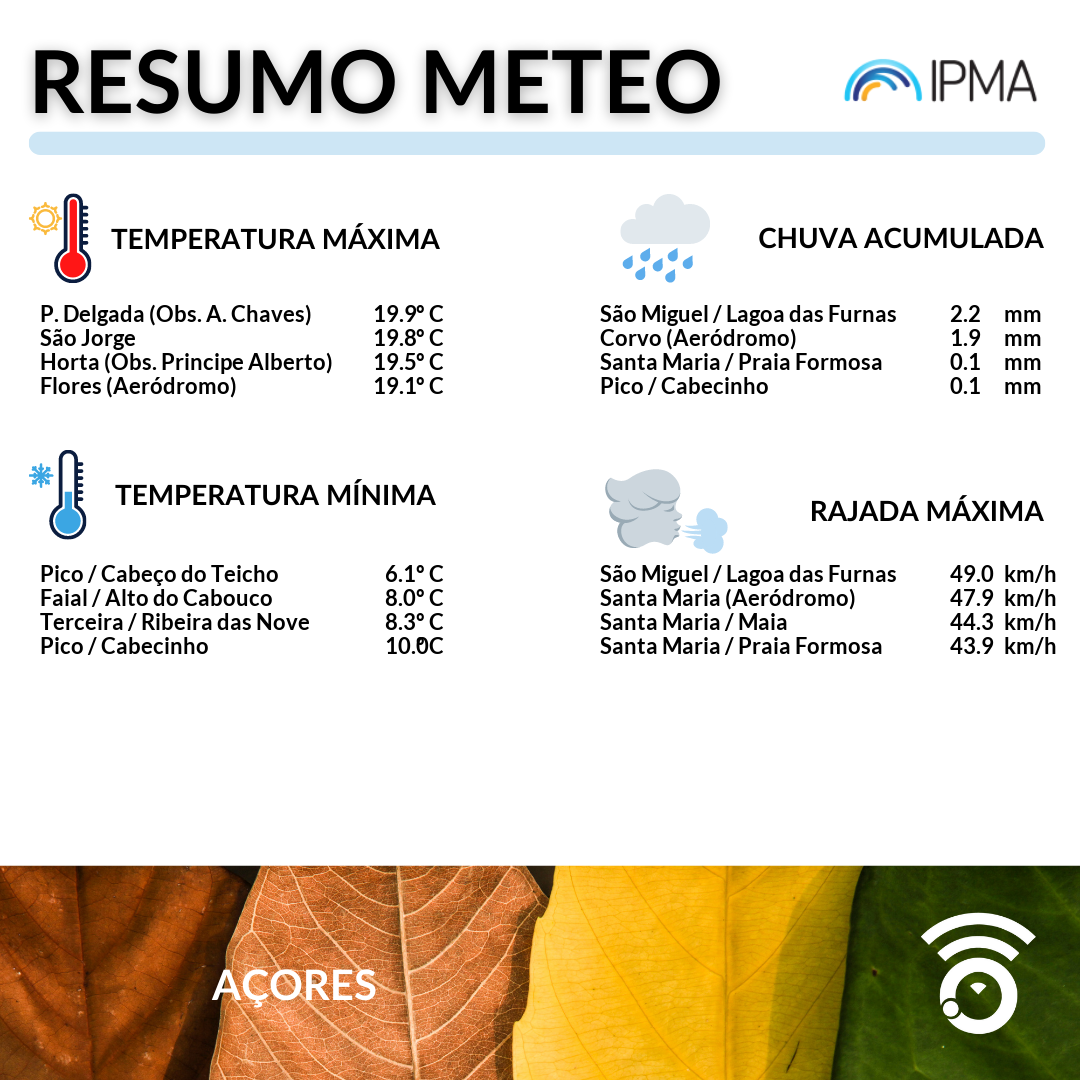 RESUMO METEO
IPMA
TEMPERATURA MÁXIMA
P. Delgada (Obs. A. Chaves) 19.9º C
São Jorge 19.8º C
Horta (Obs. Principe Alberto) 19.5º C
Flores (Aeródromo) 19.1º C
CHUVA ACUMULADA
São Miguel / Lagoa das Furnas 2.2 mm
Corvo (Aeródromo) 1.9 mm
Santa Maria / Praia Formosa 0.1 mm
Pico / Cabecinho 0.1 mm
TEMPERATURA MÍNIMA
Pico / Cabeço do Teicho 6.1º C
Faial / Alto do Cabouco 8.0º C
Terceira / Ribeira das Nove 8.3º C
Pico / Cabecinho 10.0º C
RAJADA MÁXIMA
São Miguel / Lagoa das Furnas 49.0 km/h
Santa Maria (Aeródromo) 47.9 km/h
Santa Maria / Maia 44.3 km/h
Santa Maria / Praia Formosa 43.9 km/h
AÇORES